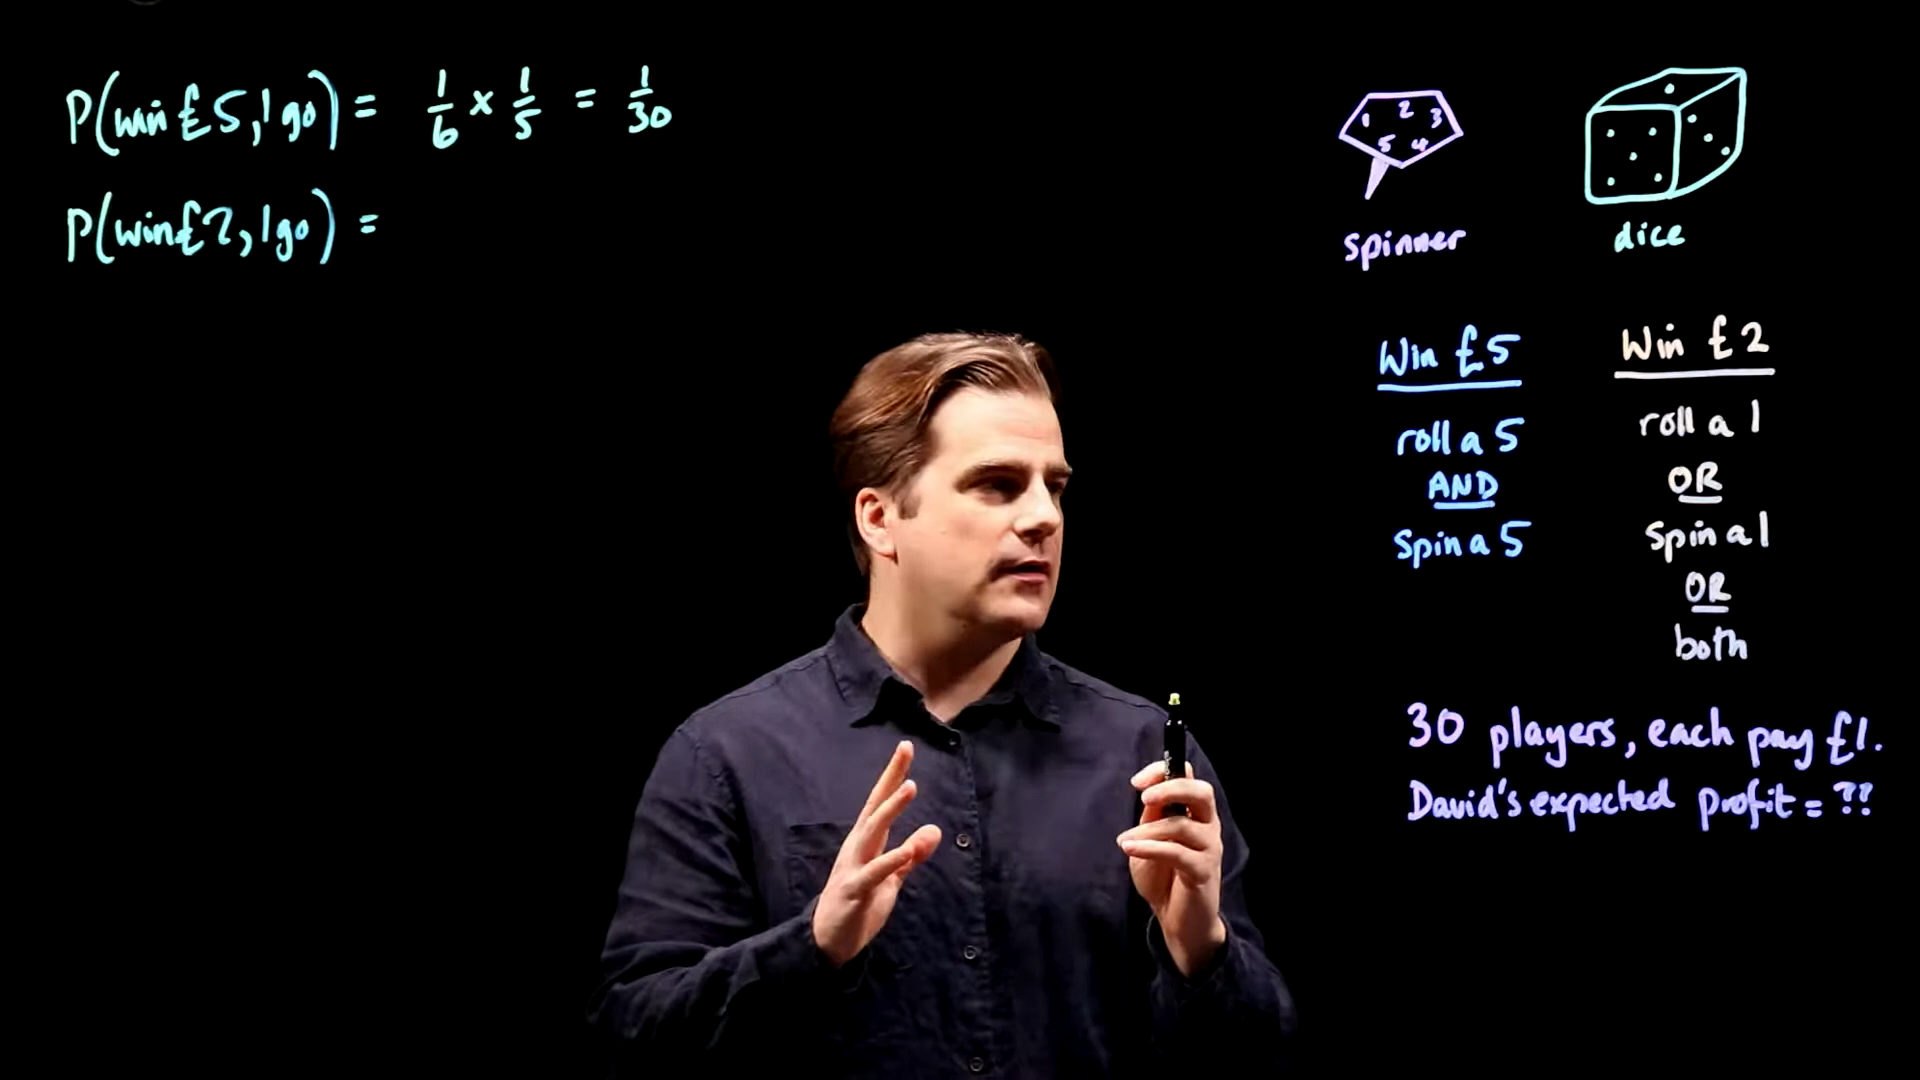 P(win £5, 1 go) = 1/6 x 1/5 = 1/30
P(win £2, 1 go) =
1 2 3
5 4
spinner
dice
Win £5
roll a 5
AND
Spin a 5
Win £2
roll a 1
OR
Spin a 1
OR
both
30 players, each pay £1.
David's expected profit = ??